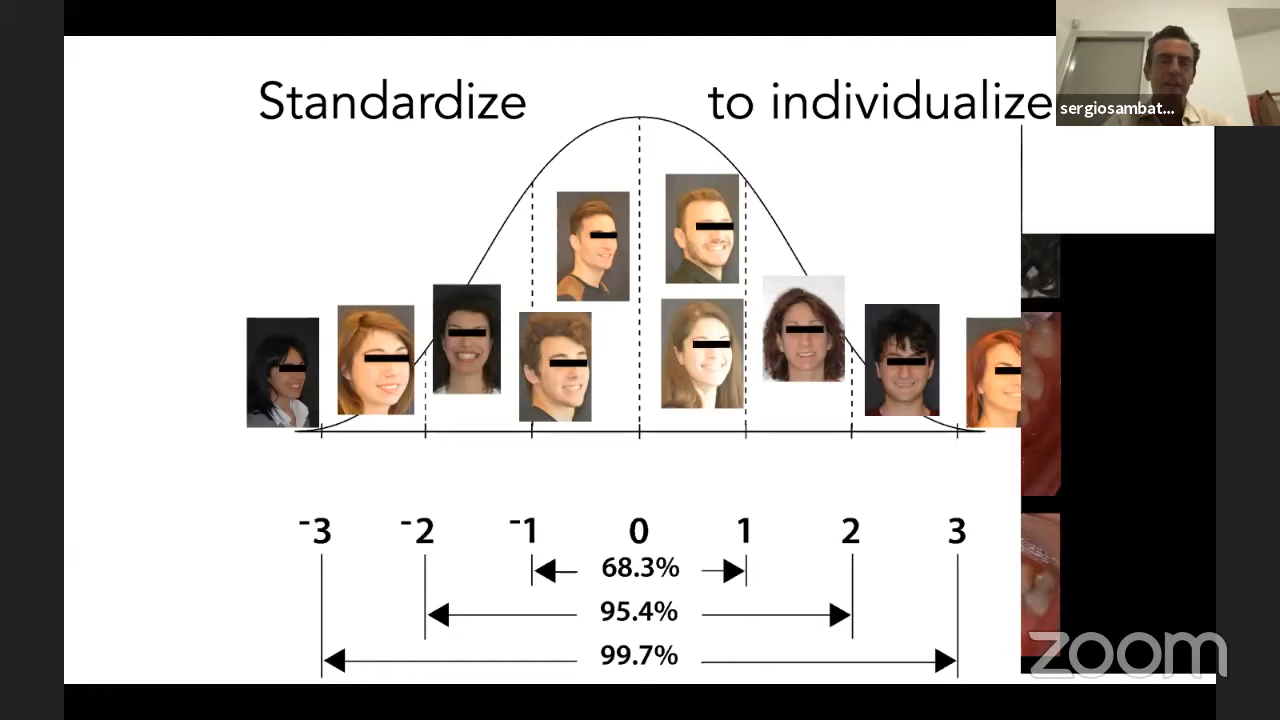 Standardize to individualize
sergiosambat...
-3 -2 -1 0 1 2 3
68.3%
95.4%
99.7%
zoom